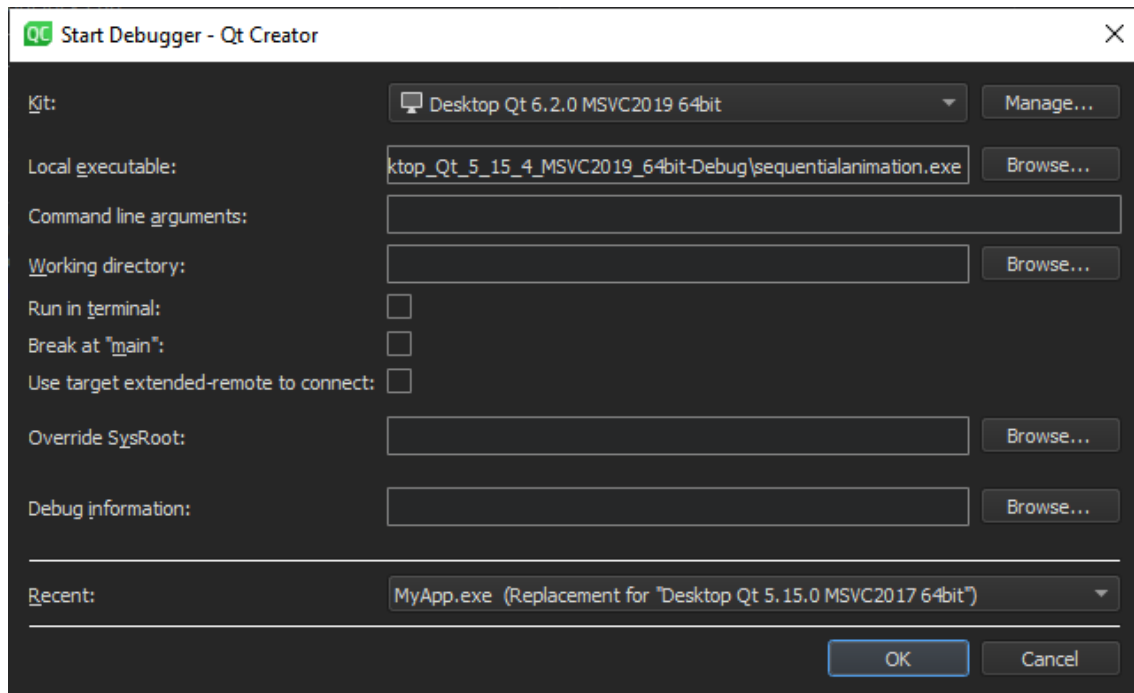 QC Start Debugger - Qt Creator
Kit: Desktop Qt 6.2.0 MSVC2019 64bit Manage...
Local executable: ktop_Qt_5_15_4_MSVC2019_64bit-Debug\sequentialanimation.exe Browse...
Command line arguments:
Working directory: Browse...
Run in terminal:
Break at "main":
Use target extended-remote to connect:
Override SysRoot: Browse...
Debug information: Browse...
Recent: MyApp.exe (Replacement for "Desktop Qt 5.15.0 MSVC2017 64bit")
OK Cancel